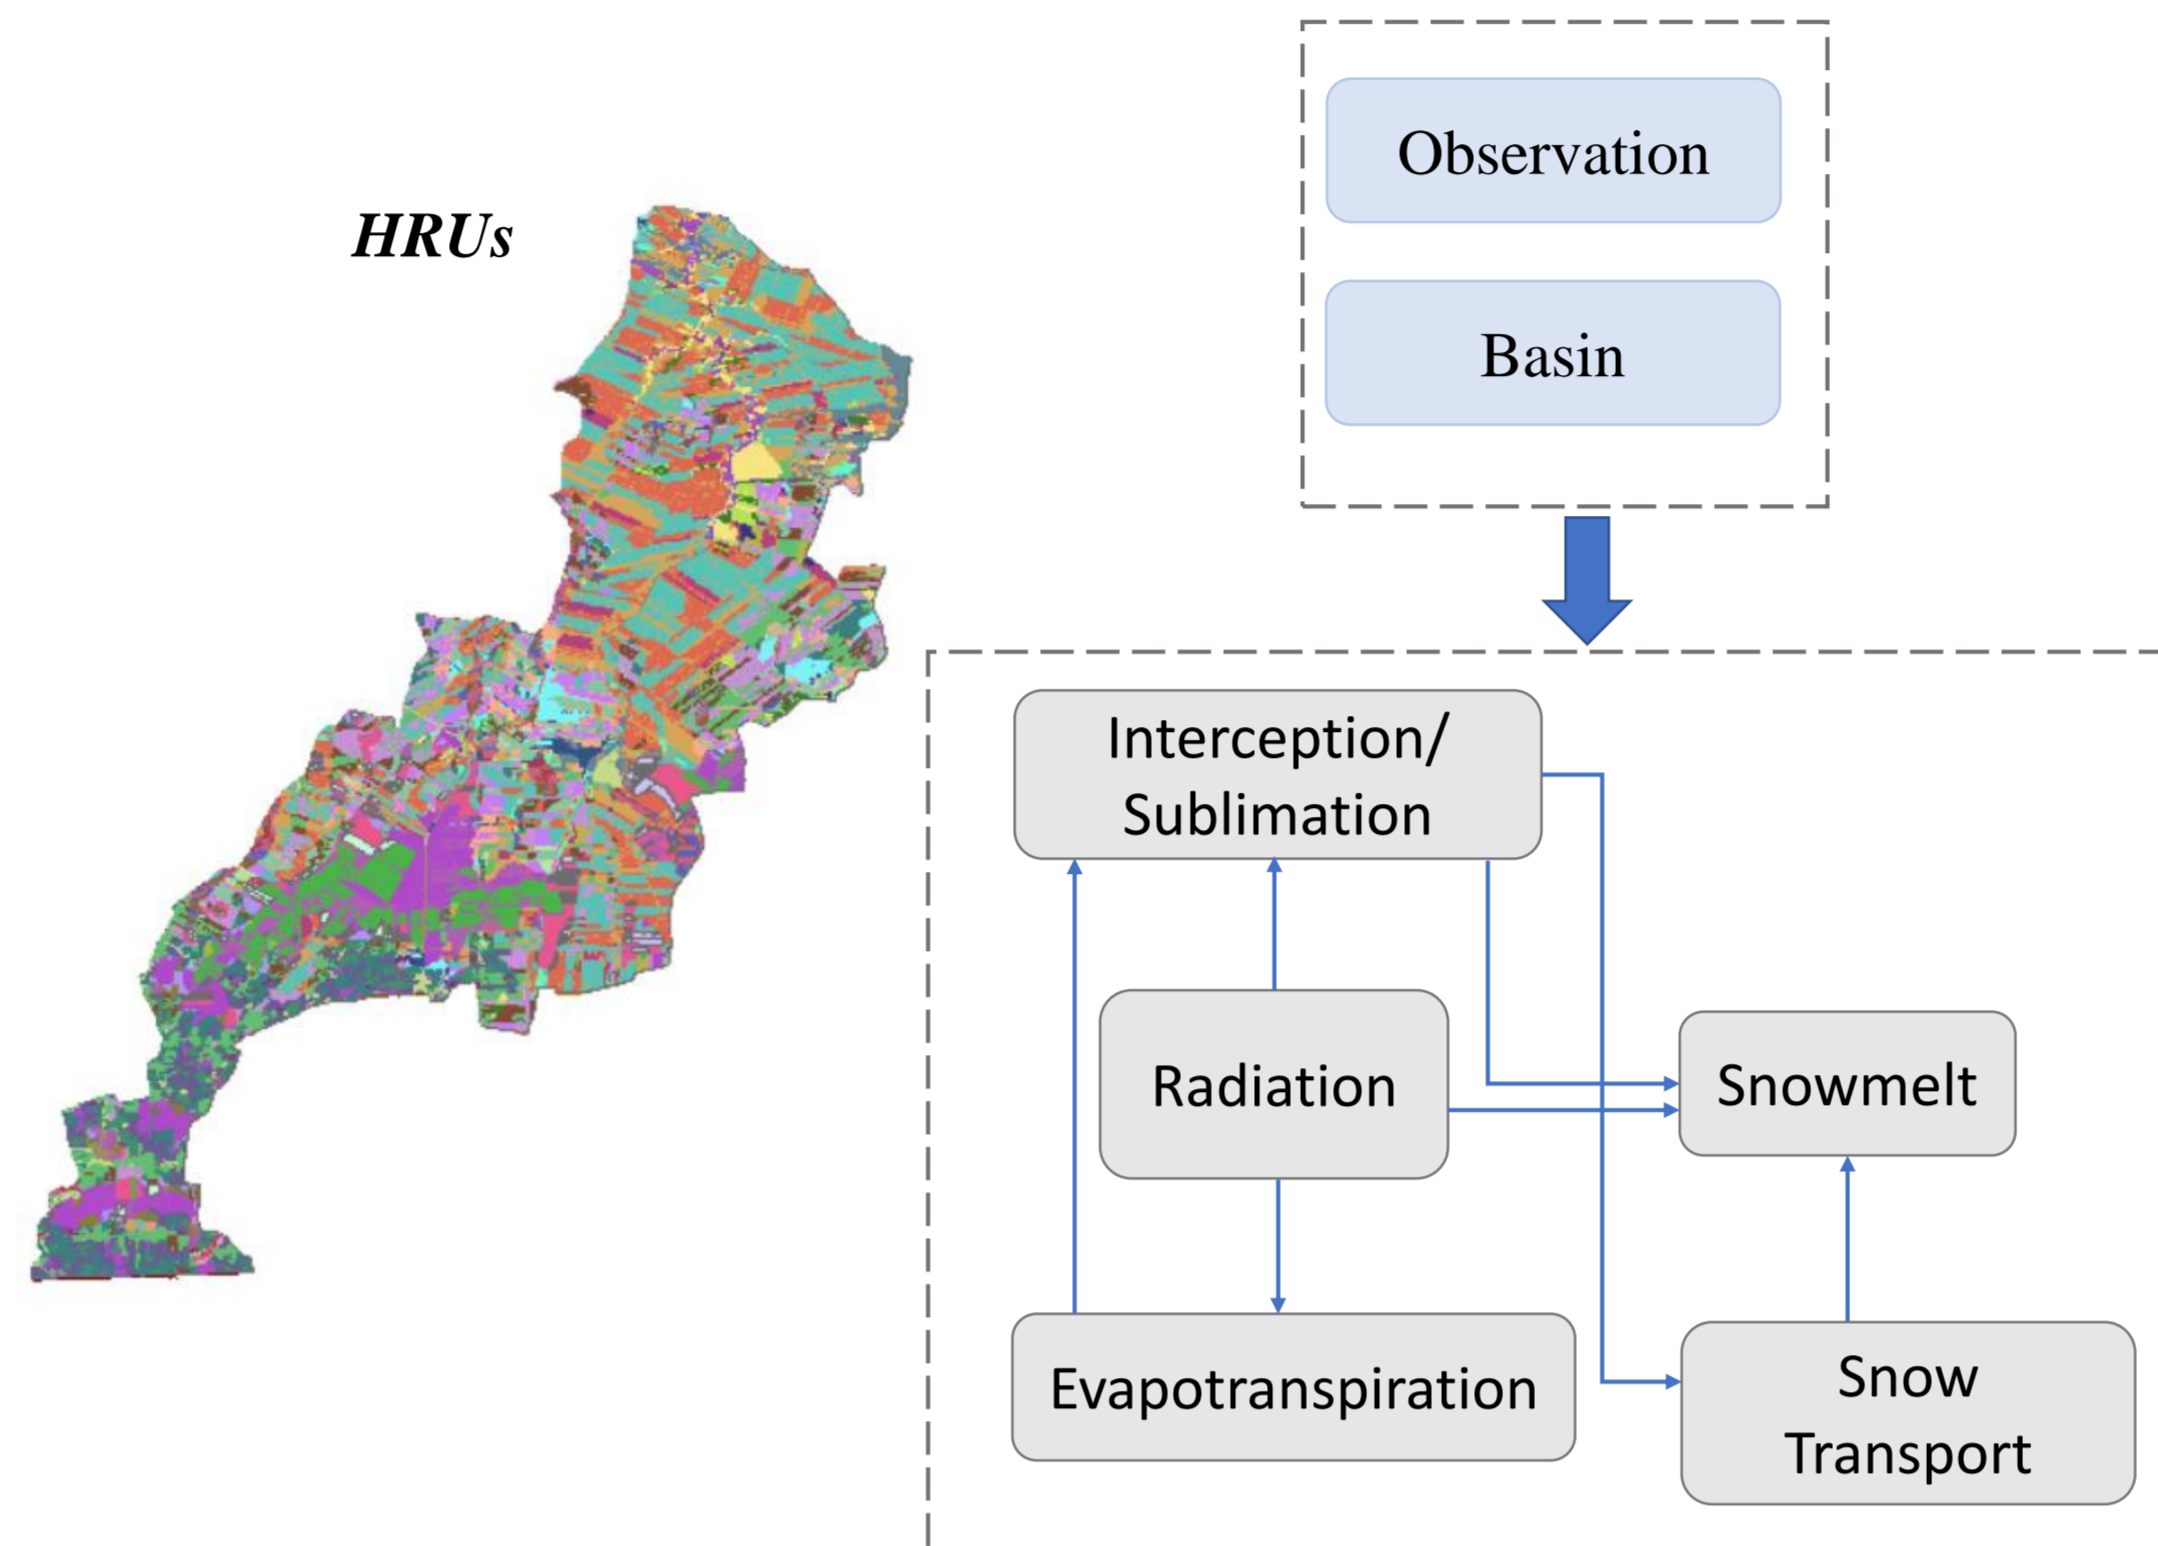 HRUs
Observation
Basin
Interception/
Sublimation
Radiation
Snowmelt
Evapotranspiration
Snow
Transport